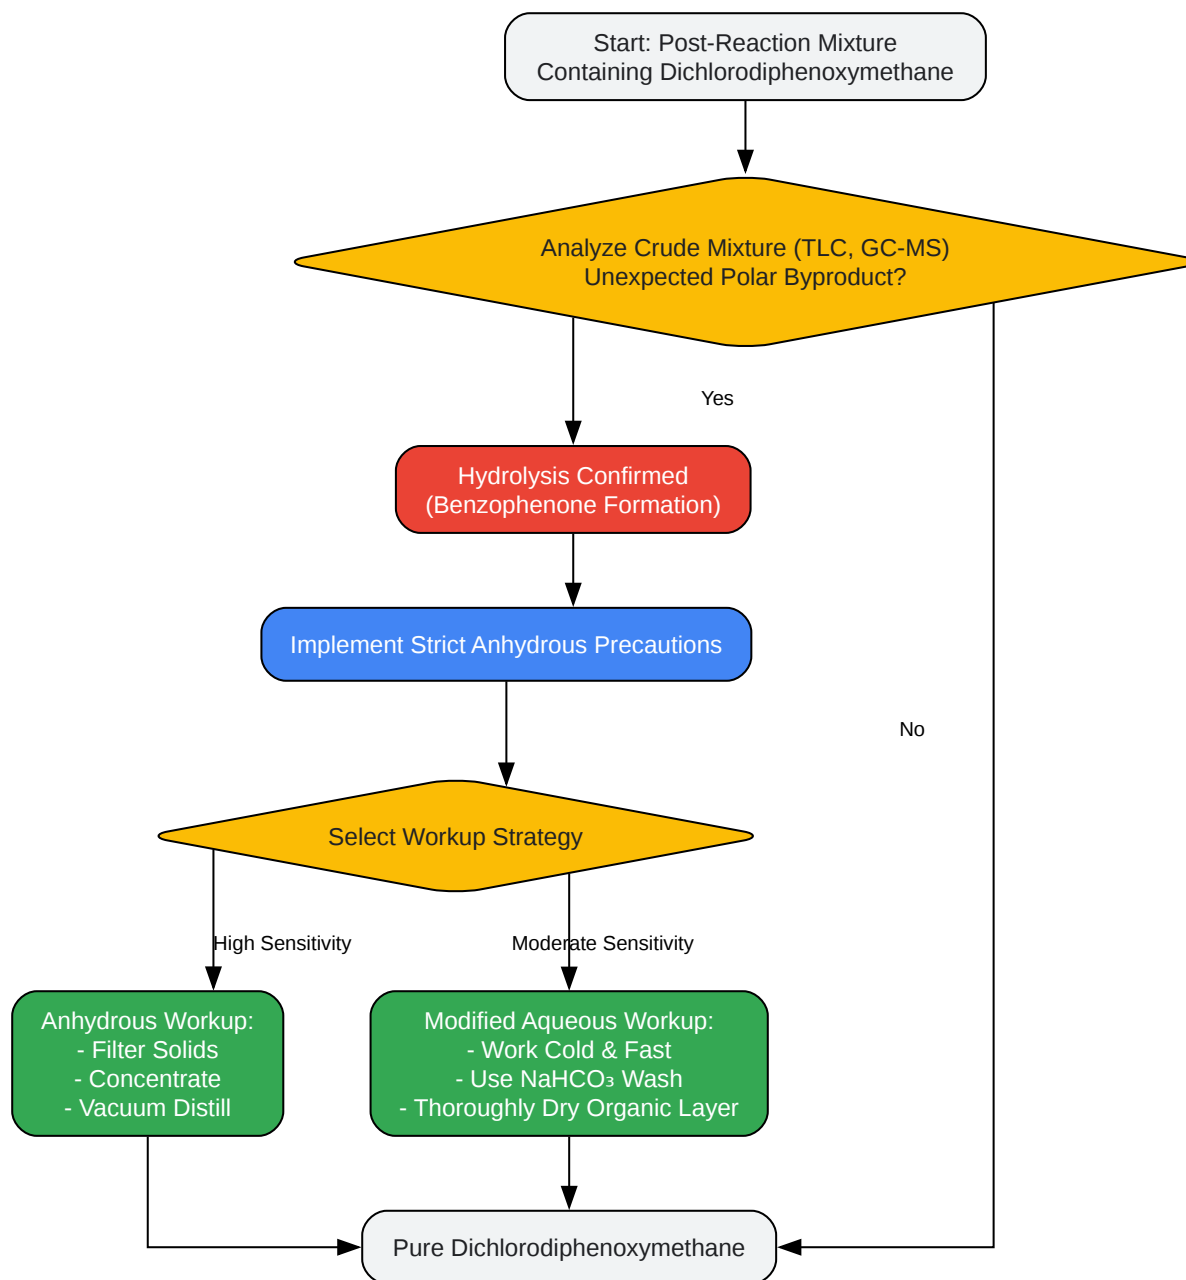 Start: Post-Reaction Mixture
Containing Dichlorodiphenoxymethane
Analyze Crude Mixture (TLC, GC-MS)
Unexpected Polar Byproduct?
Yes
Hydrolysis Confirmed
(Benzophenone Formation)
Implement Strict Anhydrous Precautions
No
Select Workup Strategy
High Sensitivity
Moderate Sensitivity
Anhydrous Workup:
- Filter Solids
- Concentrate
- Vacuum Distill
Modified Aqueous Workup:
- Work Cold & Fast
- Use NaHCO₃ Wash
- Thoroughly Dry Organic Layer
Pure Dichlorodiphenoxymethane